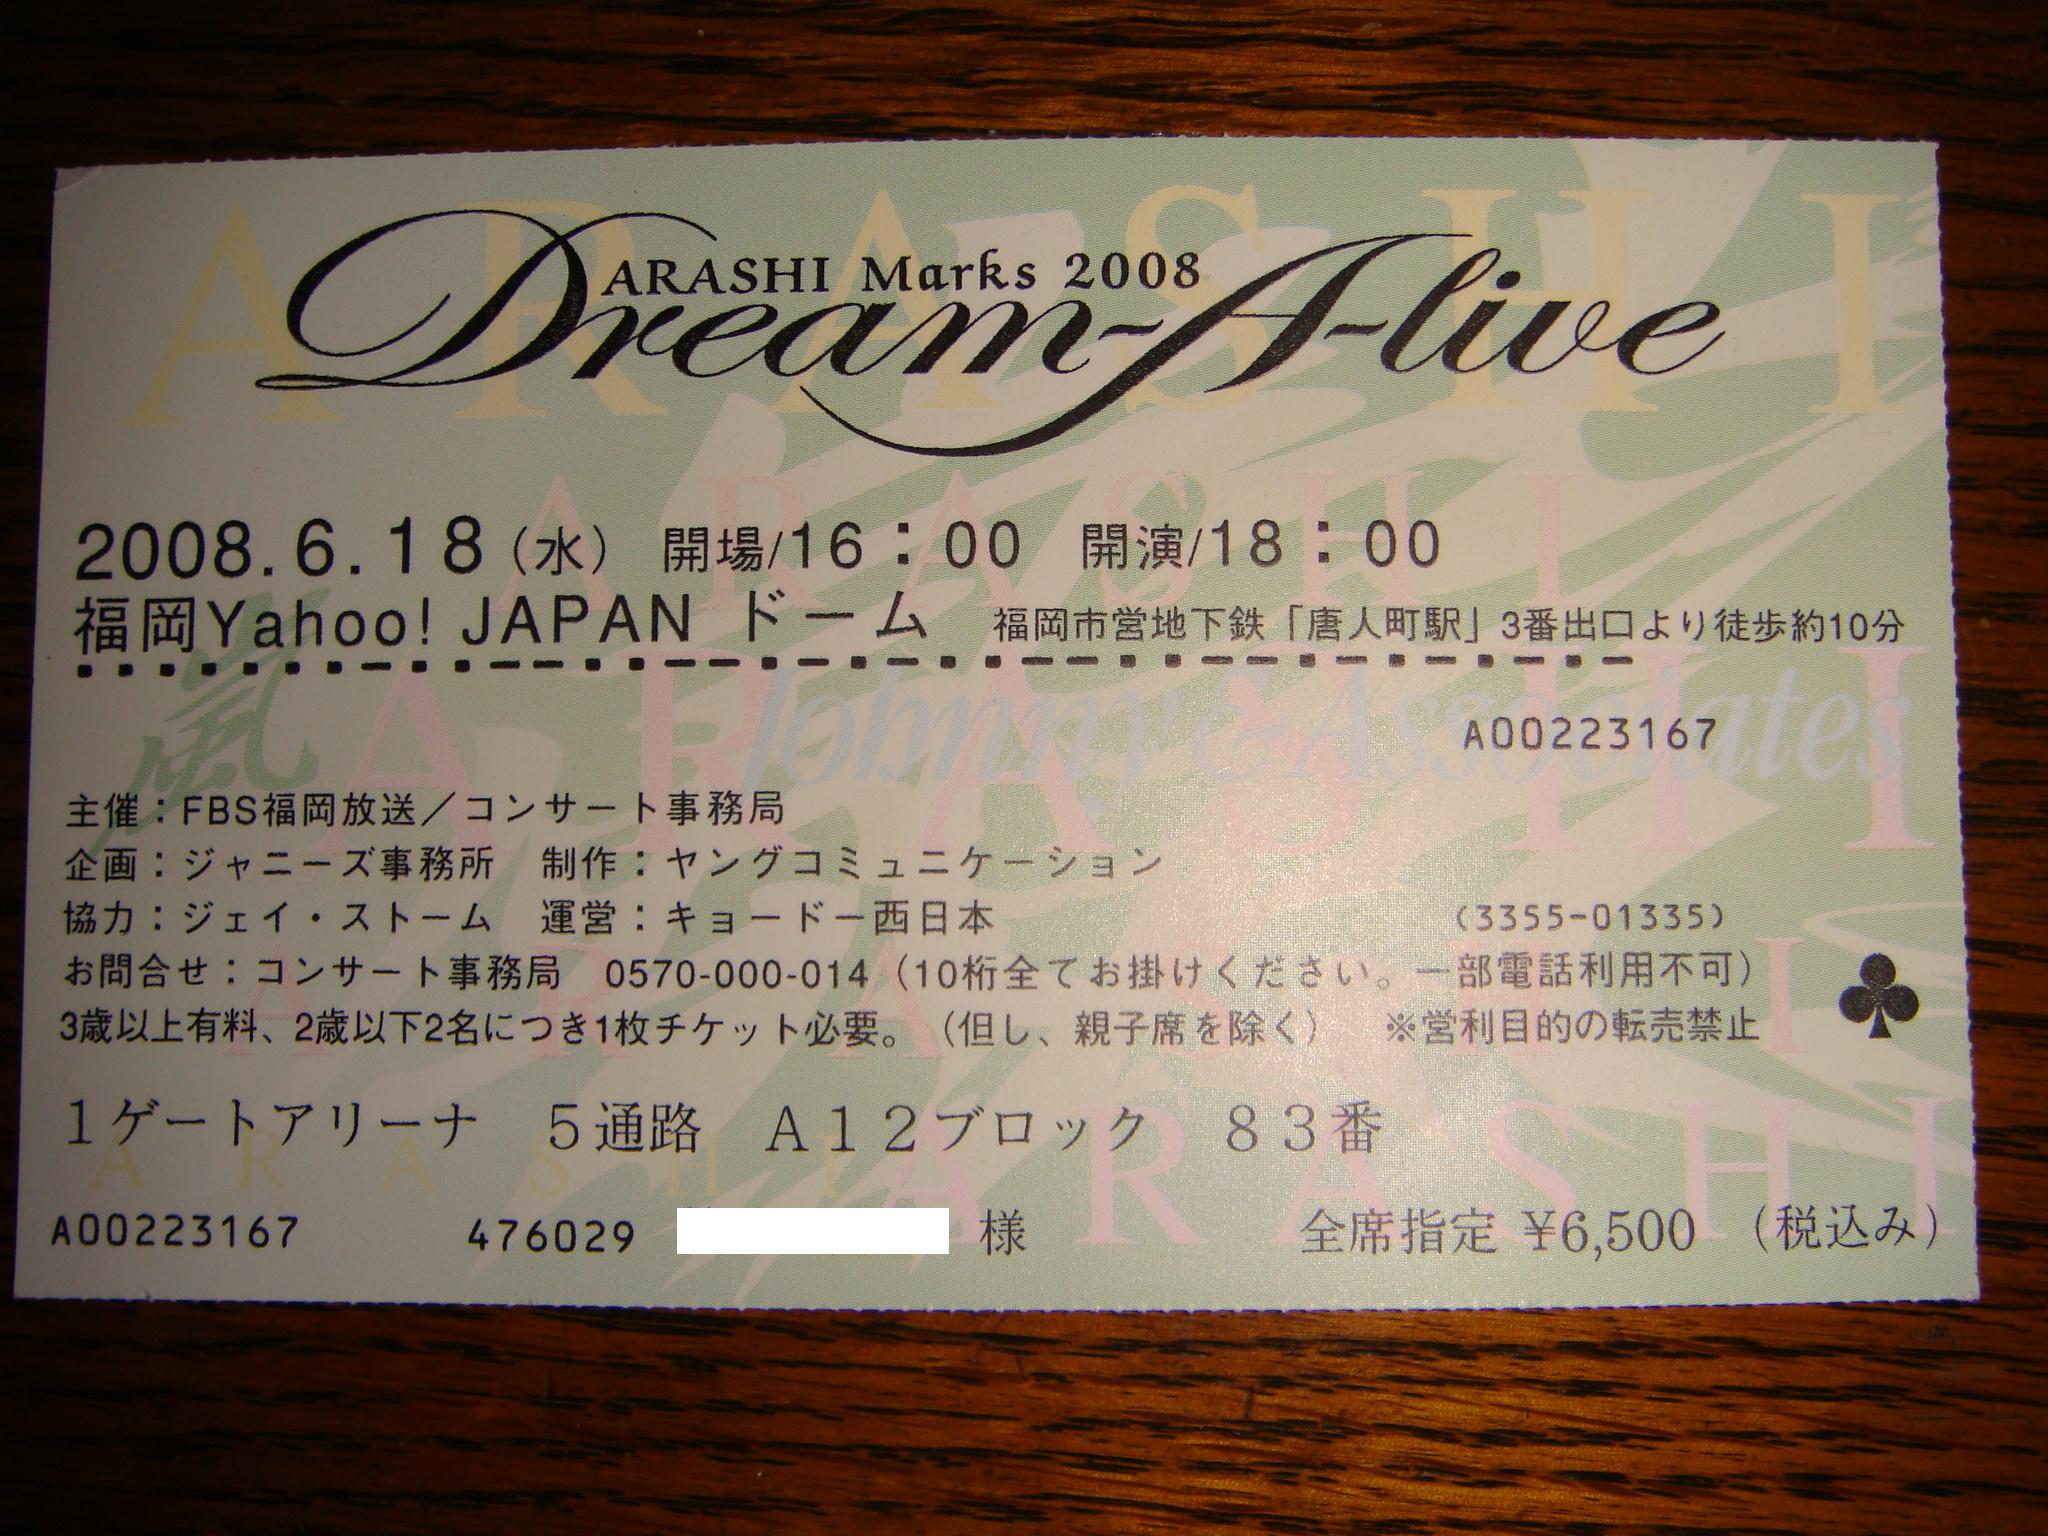 ARASHI Marks 2008
Dream-A-live
2008.6.18(水) 開場/16:00 開演/18:00
福岡Yahoo! JAPAN ドーム 福岡市営地下鉄「唐人町駅」3番出口より徒歩約10分
嵐
Johnny & Associates
A00223167
主催:FBS福岡放送/コンサート事務局
企画:ジャニーズ事務所 制作:ヤングコミュニケーション
協力:ジェイ・ストーム 運営:キョードー西日本 (3355-01335)
お問合せ:コンサート事務局 0570-000-014(10桁全てお掛けください。一部電話利用不可)
3歳以上有料、2歳以下2名につき1枚チケット必要。(但し、親子席を除く) ※営利目的の転売禁止
1ゲートアリーナ 5通路 A12ブロック 83番
A00223167 476029 様 全席指定 ¥6,500 (税込み)
ARASHI
ARASHI
ARASHI
ARASHI
ARASHI
ARASHI